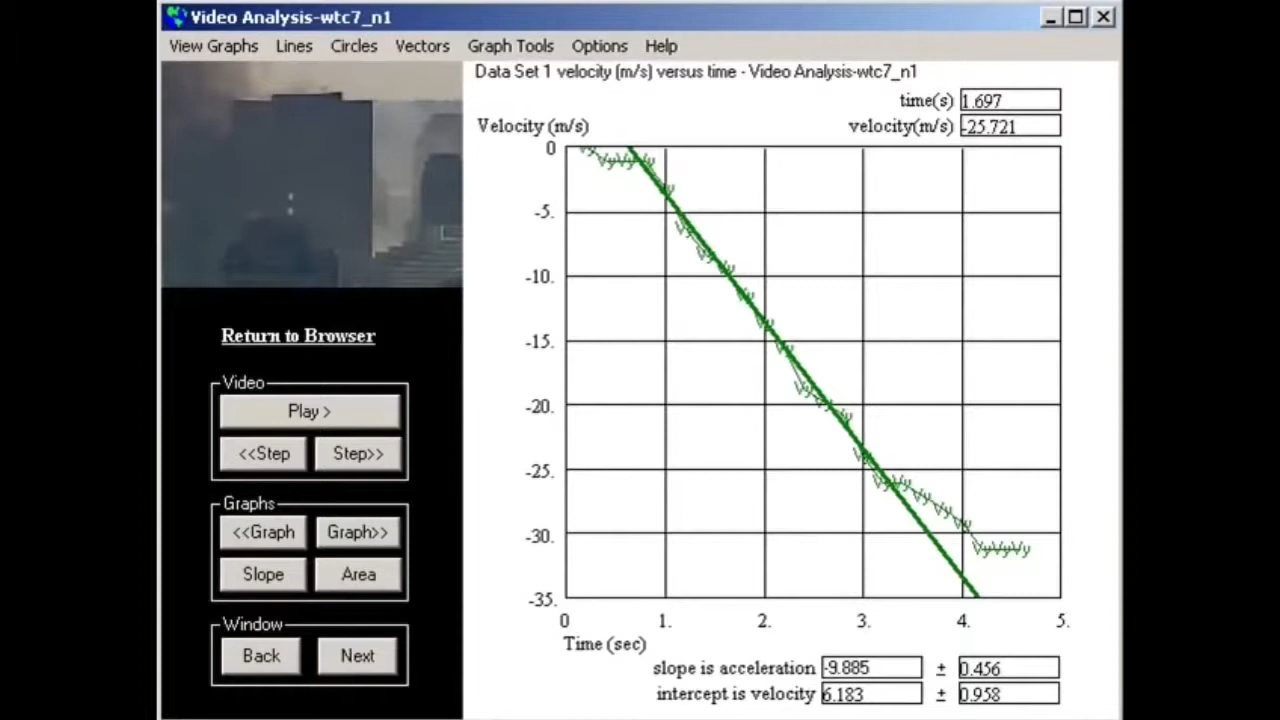 Video Analysis-wtc7_n1
View Graphs Lines Circles Vectors Graph Tools Options Help
Data Set 1 velocity (m/s) versus time - Video Analysis-wtc7_n1
time(s) 1.697
Velocity (m/s) velocity(m/s) -25.721
0
-5.
-10.
-15.
-20.
-25.
-30.
-35.
0 1. 2. 3. 4. 5.
Time (sec)
slope is acceleration -9.885 ± 0.456
intercept is velocity 6.183 ± 0.958
Return to Browser
Video
Play >
<<Step Step>>
Graphs
<<Graph Graph>>
Slope Area
Window
Back Next